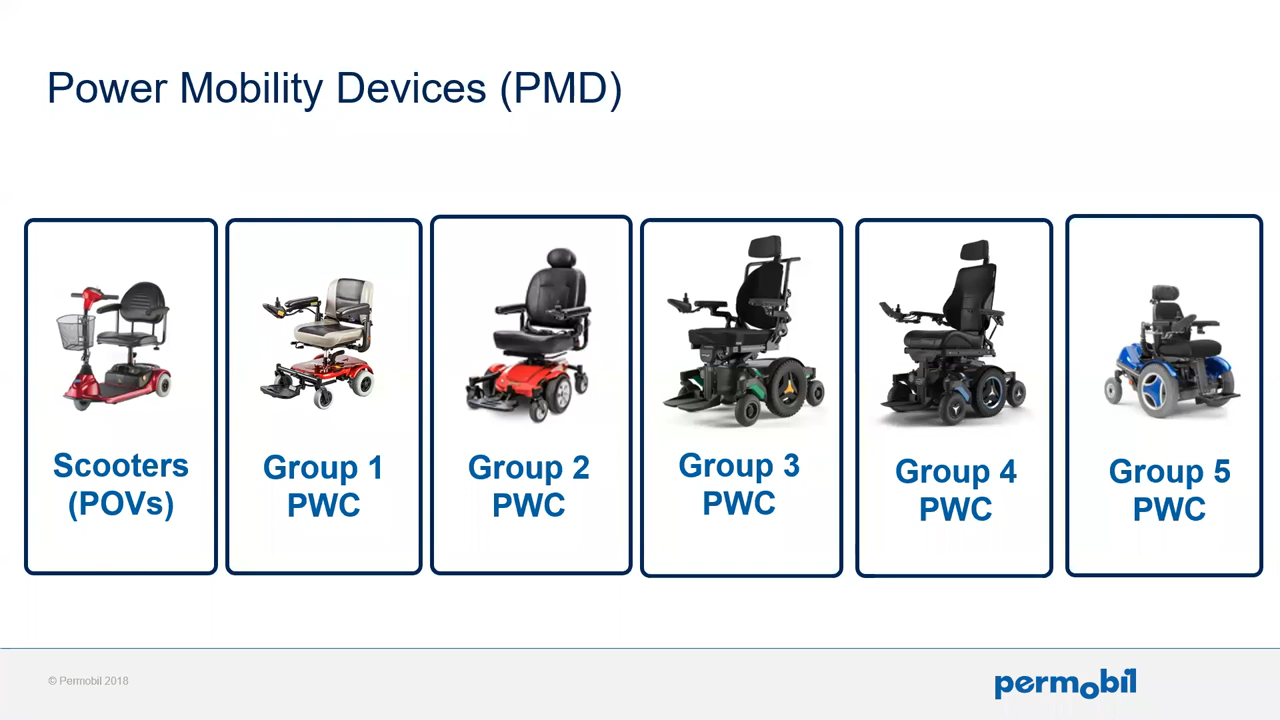 Power Mobility Devices (PMD)
Scooters
(POVs)
Group 1
PWC
Group 2
PWC
Group 3
PWC
Group 4
PWC
Group 5
PWC
© Permobil 2018
permobil